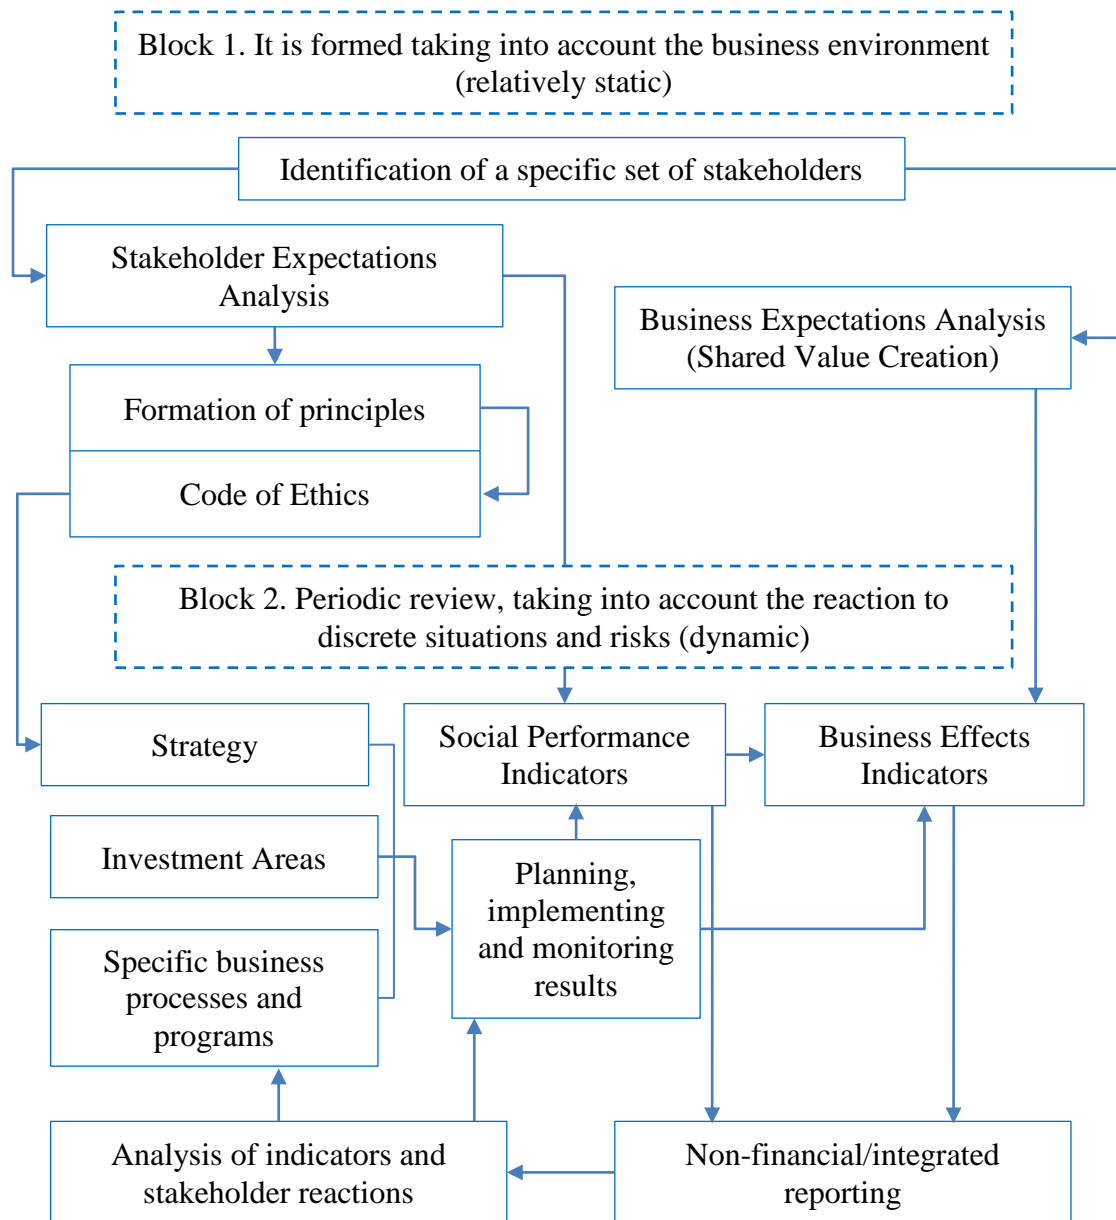 Block 1. It is formed taking into account the business environment
(relatively static)
Identification of a specific set of stakeholders
Stakeholder Expectations
Analysis
Business Expectations Analysis
(Shared Value Creation)
Formation of principles
Code of Ethics
Block 2. Periodic review, taking into account the reaction to
discrete situations and risks (dynamic)
Strategy
Social Performance
Indicators
Business Effects
Indicators
Investment Areas
Planning,
implementing
and monitoring
results
Specific business
processes and
programs
Analysis of indicators and
stakeholder reactions
Non-financial/integrated
reporting